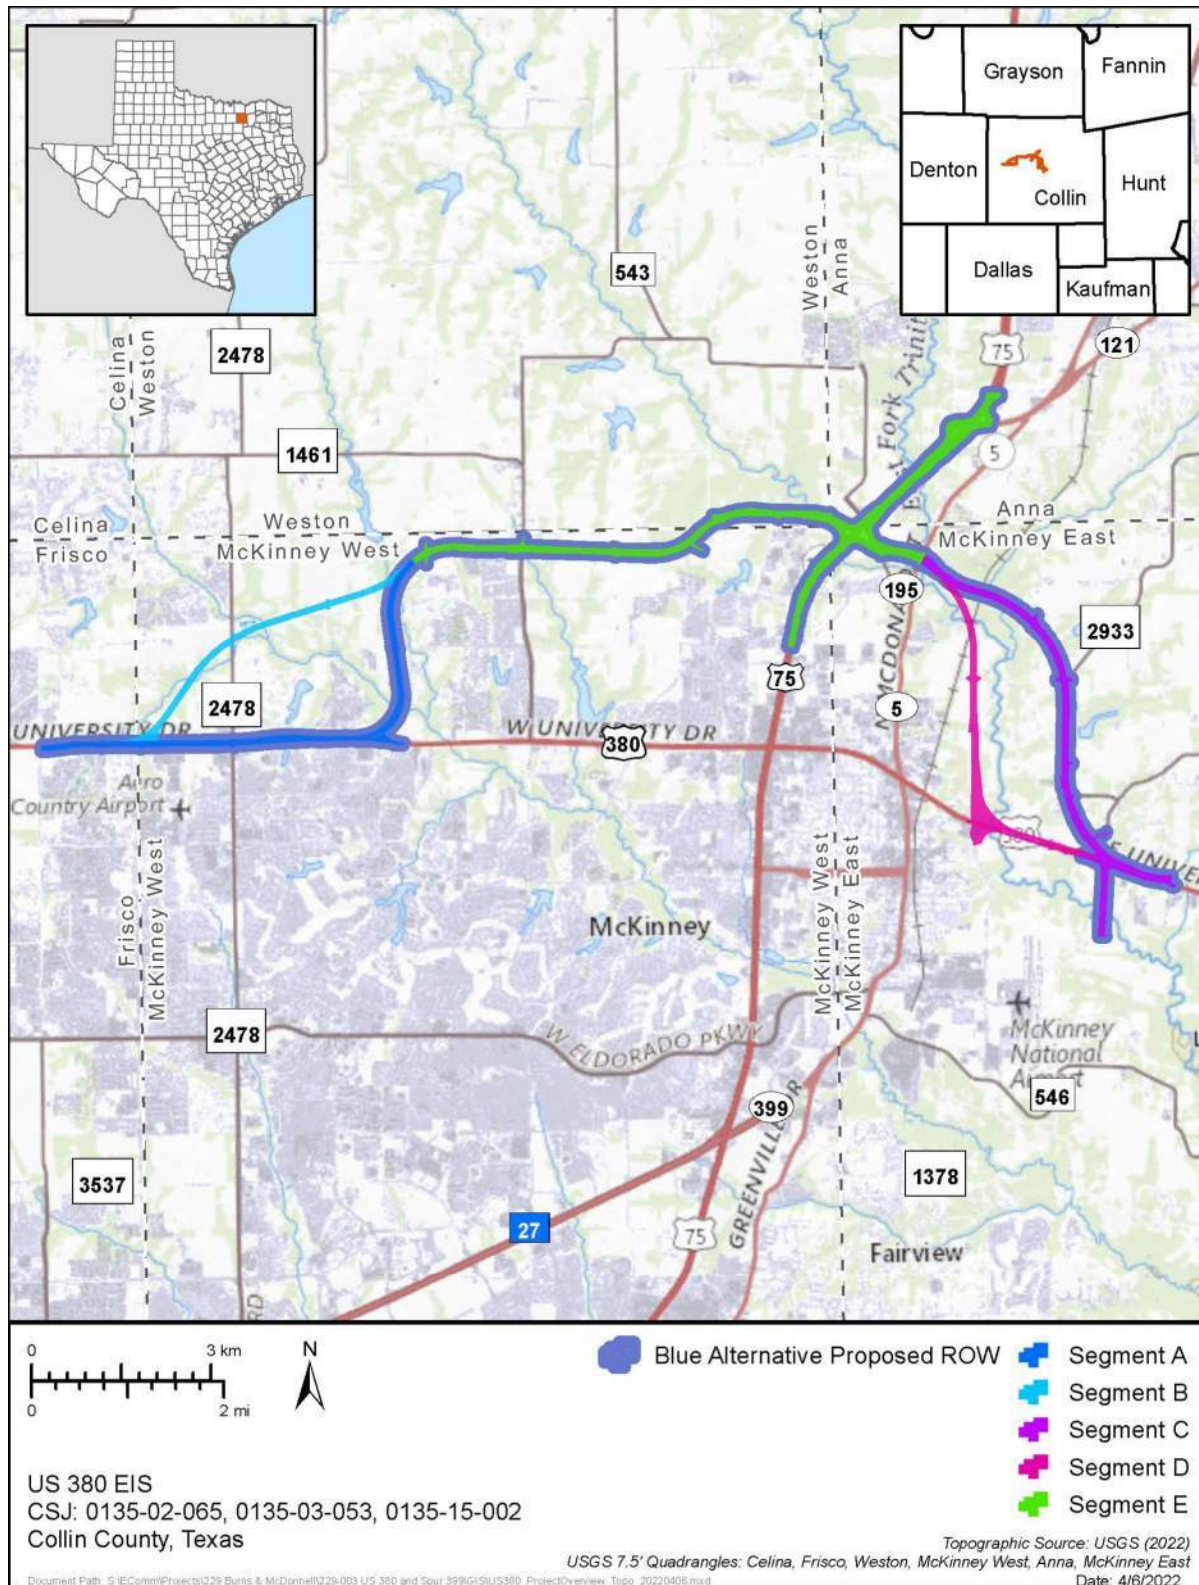 Grayson
Fannin
Denton
Collin
Hunt
Dallas
Kaufman
543
Weston
Anna
2478
Celina
Weston
75
121
1461
5
Celina
Frisco
Weston
McKinney West
Anna
McKinney East
195
2933
75
2478
UNIVERSITY DR
W UNIVERSITY DR
380
5
Aero
Country Airport
Frisco
McKinney West
McKinney
McKinney West
McKinney East
2478
W ELDORADO PKWY
McKinney
National
Airport
546
399
3537
1378
27
75
Fairview
0 3 km
0 2 mi
N
Blue Alternative Proposed ROW
Segment A
Segment B
Segment C
Segment D
Segment E
US 380 EIS
CSJ: 0135-02-065, 0135-03-053, 0135-15-002
Collin County, Texas
Topographic Source: USGS (2022)
USGS 7.5' Quadrangles: Celina, Frisco, Weston, McKinney West, Anna, McKinney East
Date: 4/6/2022